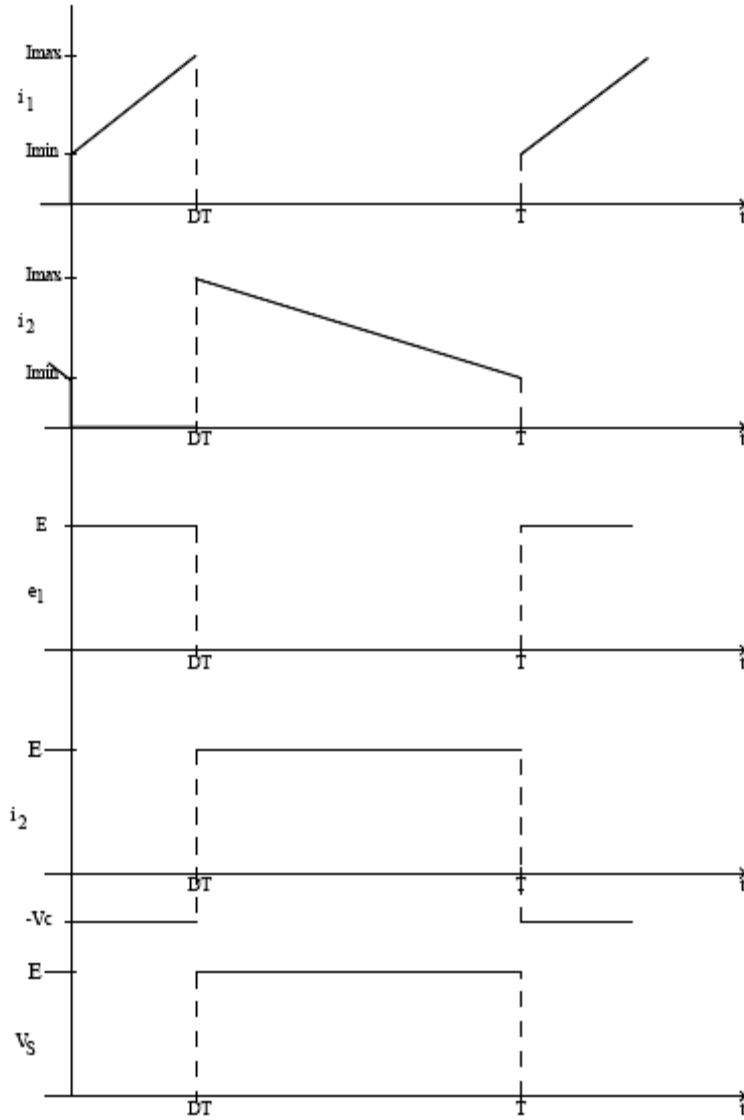 Imax
i1
Imin
DT T t
Imax
i2
Imin
DT T t
E
e1
DT T t
E
i2
DT T t
-Vc
E
VS
DT T t